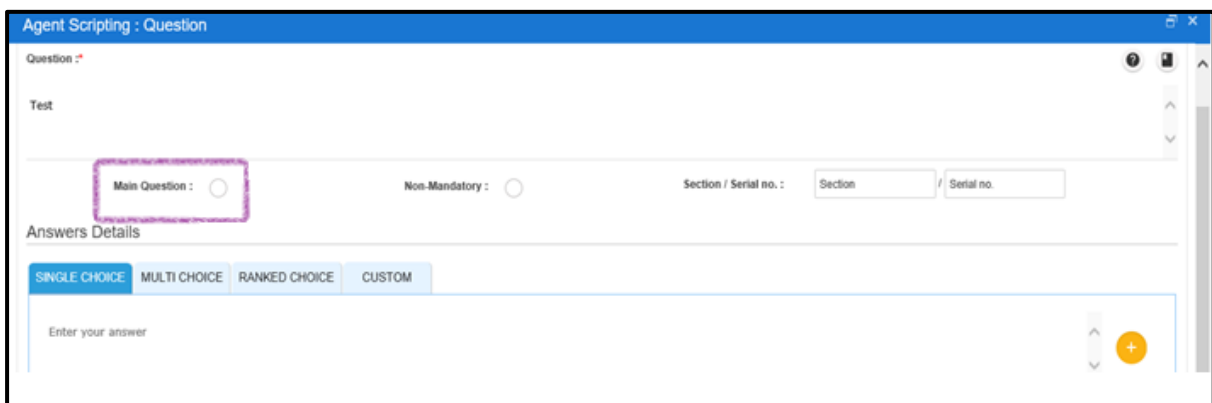 Agent Scripting : Question
Question :*
Test
Main Question :
Non-Mandatory :
Section / Serial no. :
Section
/
Serial no.
Answers Details
SINGLE CHOICE
MULTI CHOICE
RANKED CHOICE
CUSTOM
Enter your answer